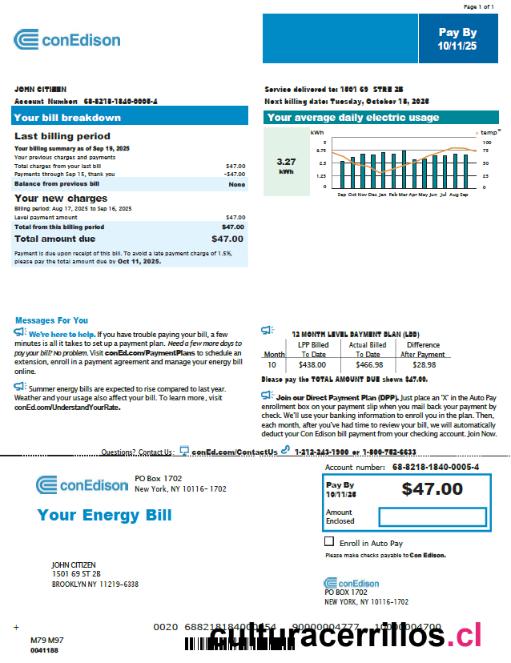 Page 1 of 1
conEdison
Pay By
10/11/25
JOHN CITIZEN
Account Number: 68-8218-1840-0005-4
Service delivered to: 1501 69 STRE 2B
Next billing date: Tuesday, October 15, 2025
Your bill breakdown
Your average daily electric usage
Last billing period
Your billing summary as of Sep 16, 2025
Your previous charges and payments
Total charges from your last bill $47.00
Payments through Sep 15, thank you -$47.00
Balance from previous bill None
Your new charges
Billing period: Aug 17, 2025 to Sep 16, 2025
Level payment amount $47.00
Total from this billing period $47.00
Total amount due $47.00
Payment is due upon receipt of this bill. To avoid a late payment charge of 1.5%,
please pay the total amount due by Oct 11, 2025.
3.27
kWh
kWh temp°
100
0.75 75
0.5 50
0.25 25
0 0
Sep Oct Nov Dec Jan Feb Mar Apr May Jun Jul Aug Sep
Messages For You
We're here to help. If you have trouble paying your bill, a few
minutes is all it takes to set up a payment plan. Need a few more days to
pay your bill? No problem. Visit conEd.com/PaymentPlans to schedule an
extension, enroll in a payment agreement and manage your energy bill
online.
Summer energy bills are expected to rise compared to last year.
Weather and your usage also affect your bill. To learn more, visit
conEd.com/UnderstandYourRate.
12 MONTH LEVEL PAYMENT PLAN (LPP)
LPP Billed Actual Billed Difference
Month To Date To Date After Payment
10 $438.00 $466.98 $28.98
Please pay the TOTAL AMOUNT DUE shown $47.00.
Join our Direct Payment Plan (DPP). Just place an 'X' in the Auto Pay
enrollment box on your payment slip when you mail back your payment by
check. We'll use your banking information to enroll you in the plan. Then,
each month, after you've had time to review your bill, we will automatically
deduct your Con Edison bill payment from your checking account. Join Now.
Questions? Contact Us: conEd.com/ContactUs 1-212-243-1900 or 1-800-752-6633
conEdison
PO Box 1702
New York, NY 10116-1702
Your Energy Bill
Account number: 68-8218-1840-0005-4
Pay By
10/11/25
$47.00
Amount
Enclosed
Enroll in Auto Pay
Please make checks payable to Con Edison.
JOHN CITIZEN
1501 69 ST 2B
BROOKLYN NY 11219-6338
conEdison
PO BOX 1702
NEW YORK, NY 10116-1702
+
0020
M79 M97
0041188
culturacerrillos.cl